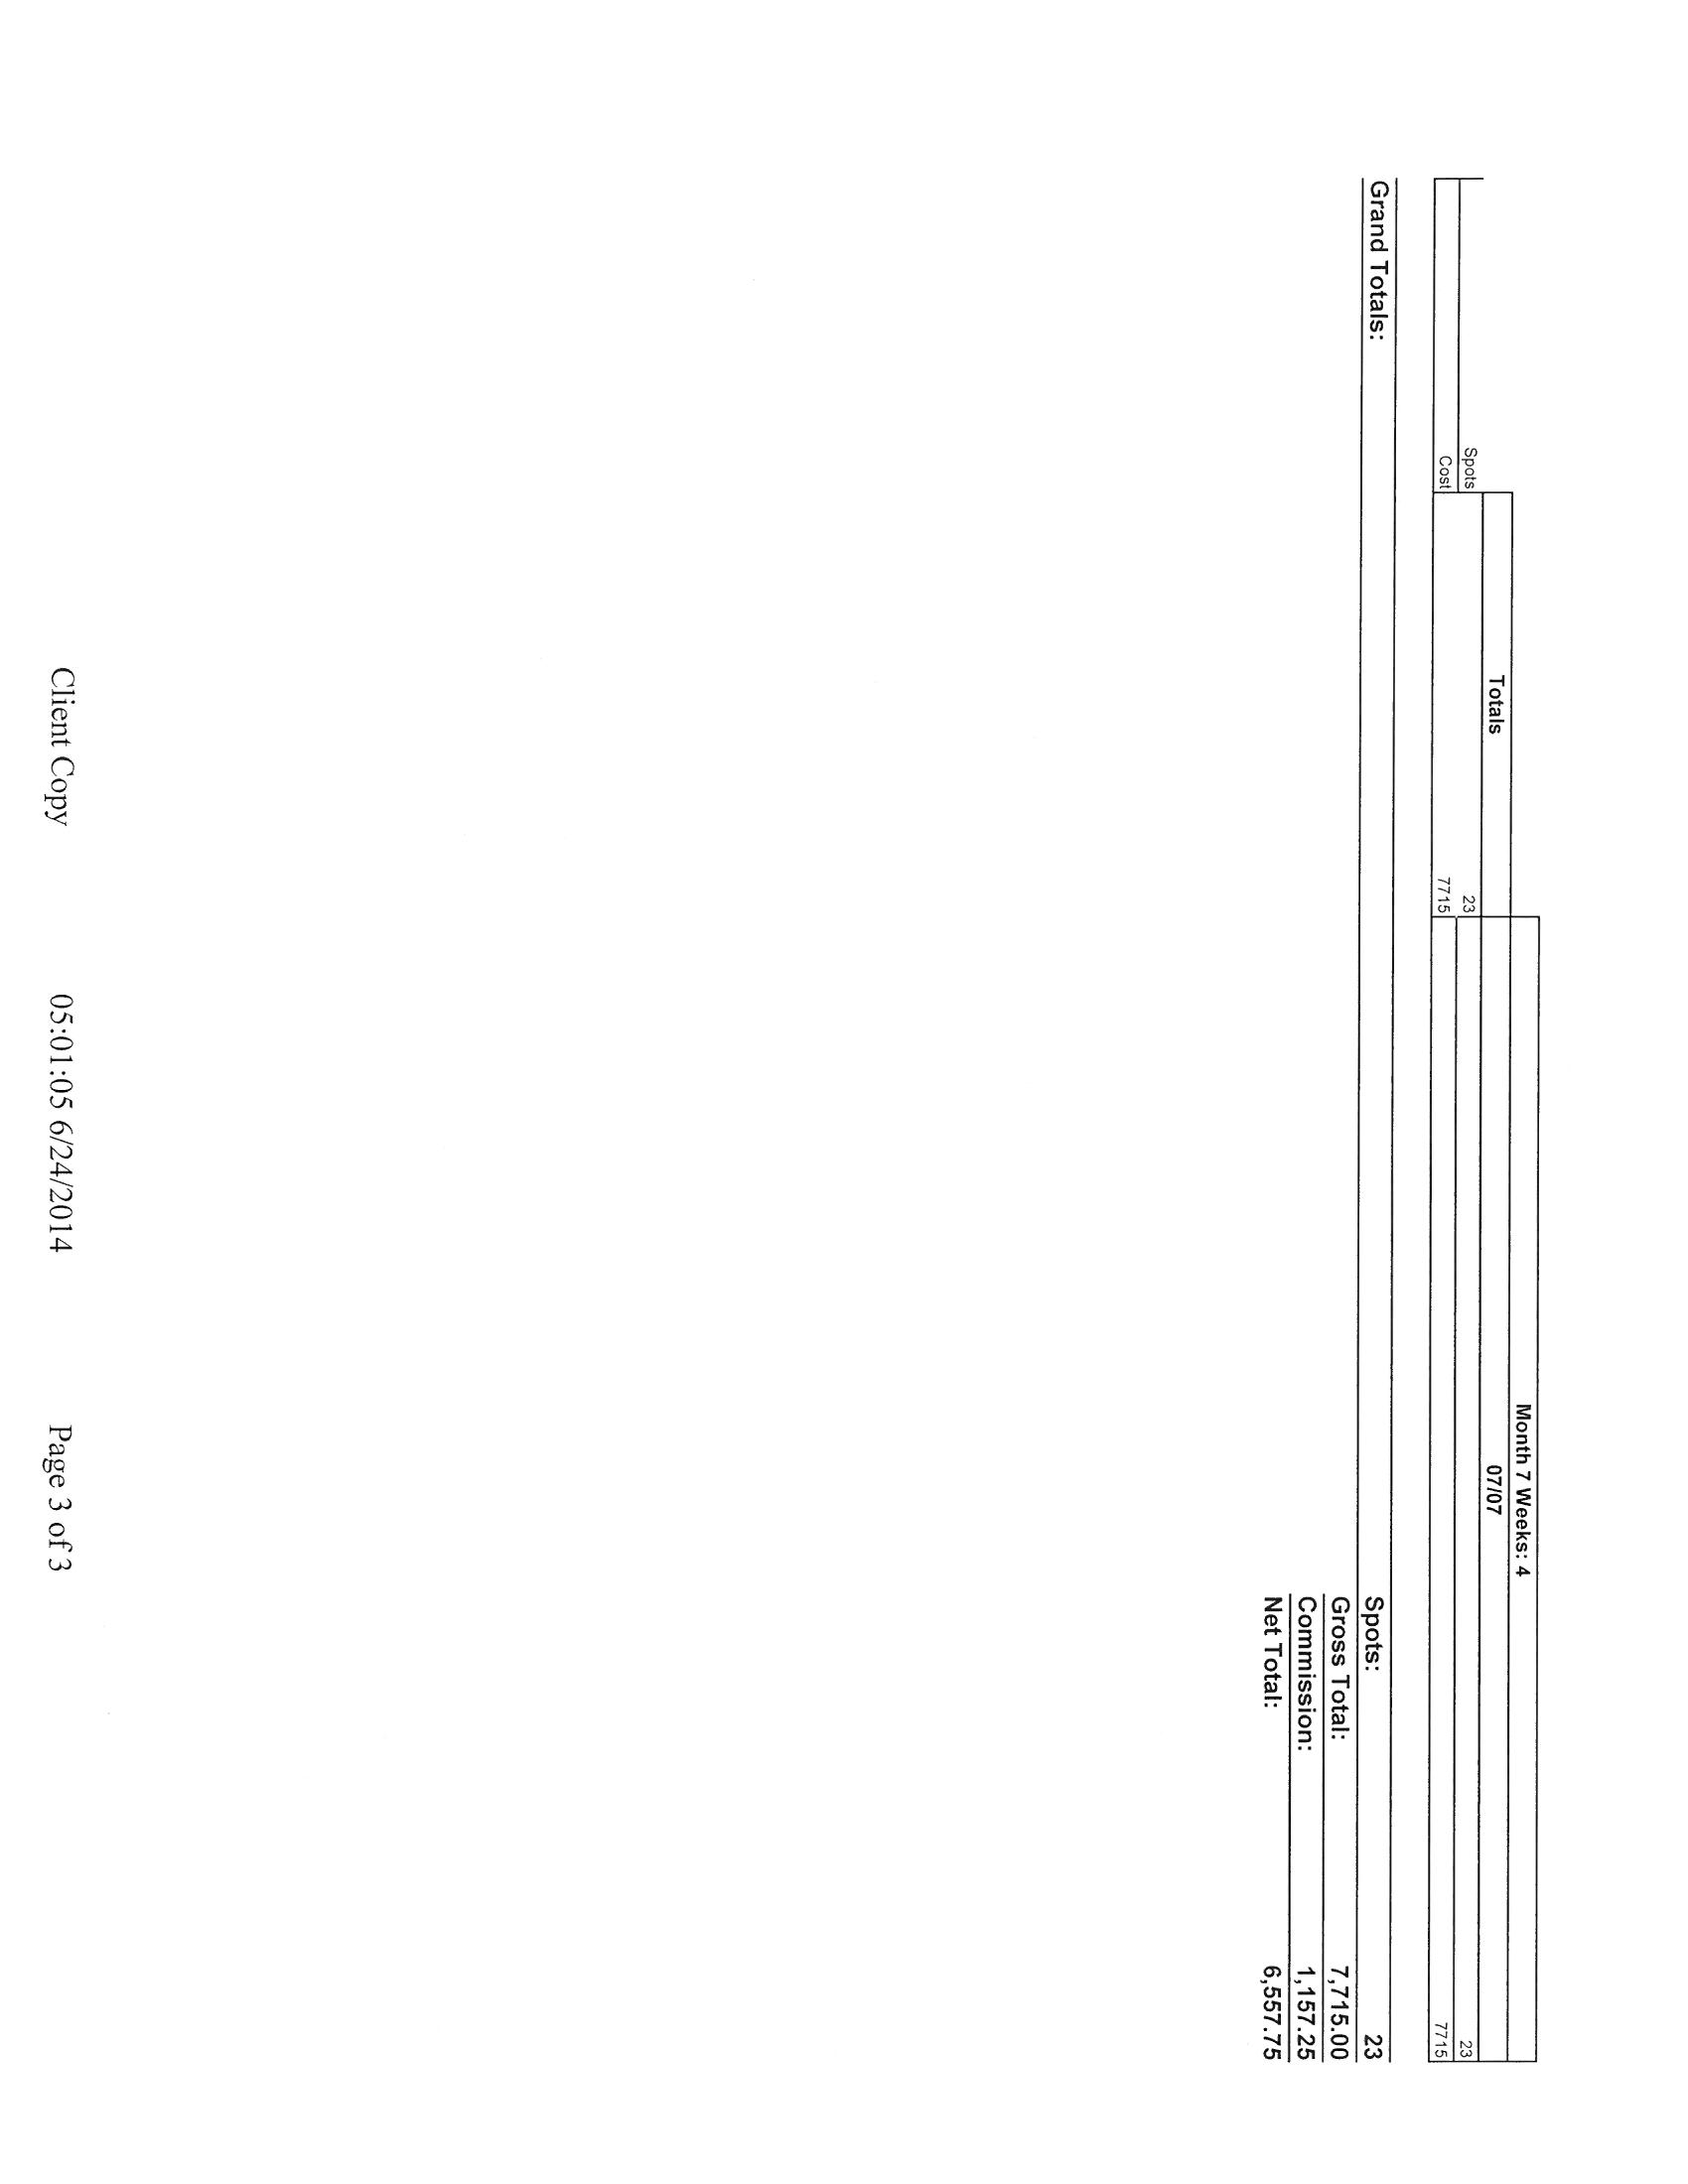 Month 7 Weeks: 4
Totals 07/07
Spots 23 23
Cost 7715 7715
Grand Totals: Spots: 23
Gross Total: 7,715.00
Commission: 1,157.25
Net Total: 6,557.75
Client Copy 05:01:05 6/24/2014 Page 3 of 3